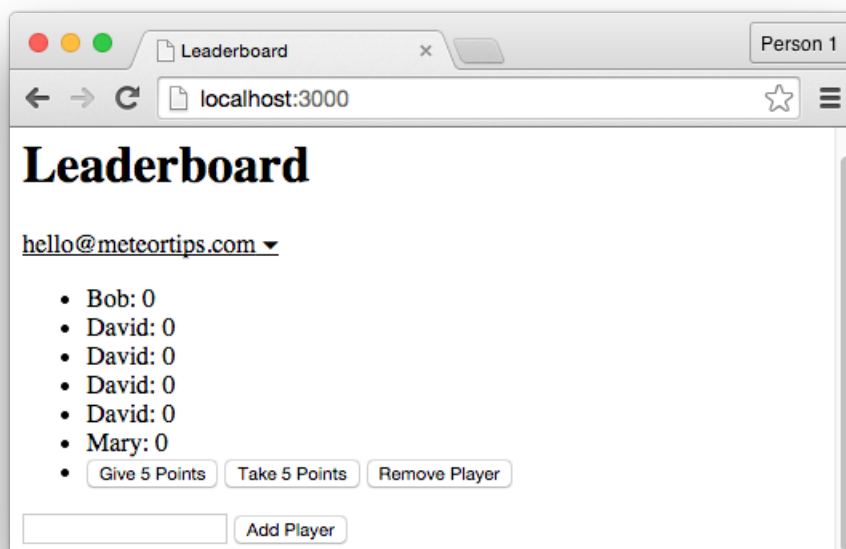 Leaderboard
Person 1
localhost:3000
Leaderboard
hello@meteortips.com
Bob: 0
David: 0
David: 0
David: 0
David: 0
Mary: 0
Give 5 Points Take 5 Points Remove Player
Add Player